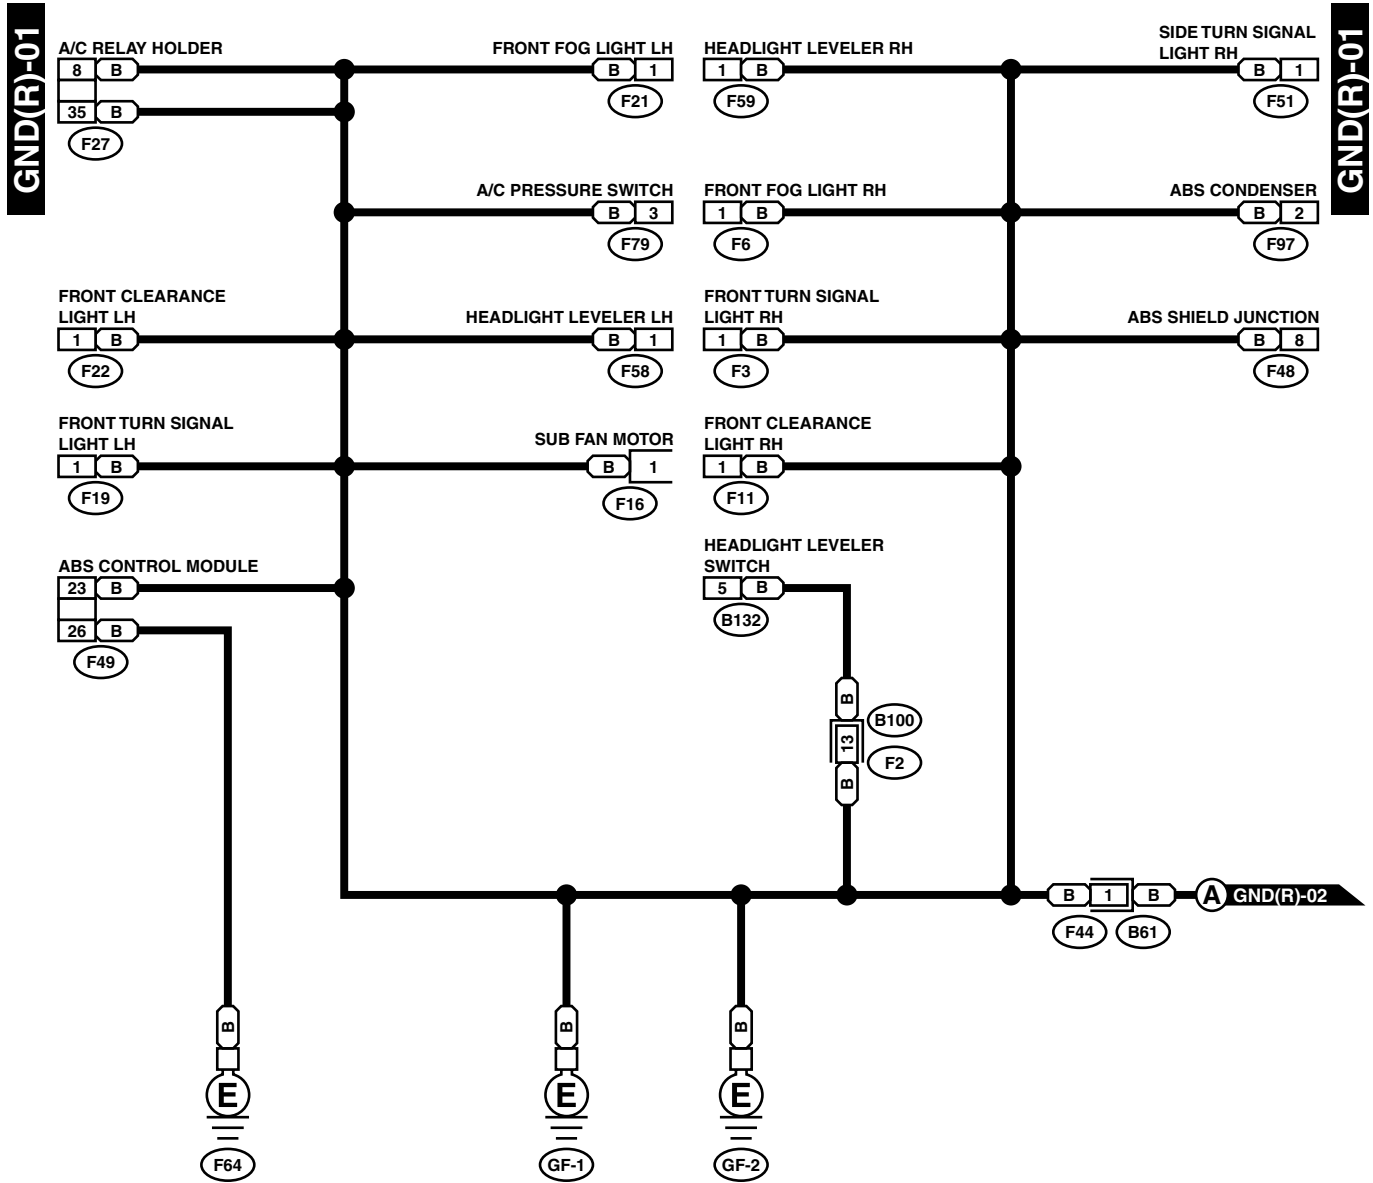 GND(R)-01
GND(R)-01
A/C RELAY HOLDER
8 B
35 B
F27
FRONT FOG LIGHT LH
B 1
F21
HEADLIGHT LEVELER RH
1 B
F59
SIDE TURN SIGNAL
LIGHT RH
B 1
F51
A/C PRESSURE SWITCH
B 3
F79
FRONT FOG LIGHT RH
1 B
F6
ABS CONDENSER
B 2
F97
FRONT CLEARANCE
LIGHT LH
1 B
F22
HEADLIGHT LEVELER LH
B 1
F58
FRONT TURN SIGNAL
LIGHT RH
1 B
F3
ABS SHIELD JUNCTION
B 8
F48
FRONT TURN SIGNAL
LIGHT LH
1 B
F19
SUB FAN MOTOR
B 1
F16
FRONT CLEARANCE
LIGHT RH
1 B
F11
ABS CONTROL MODULE
23 B
26 B
F49
HEADLIGHT LEVELER
SWITCH
5 B
B132
B
B100
13
F2
B
B 1 B
F44 B61
A GND(R)-02
B
E
F64
B
E
GF-1
B
E
GF-2